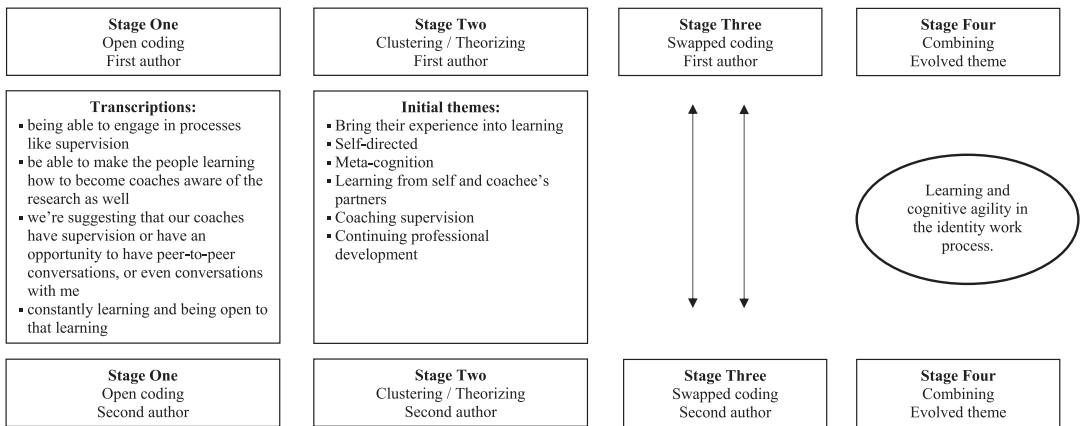 Stage One
Open coding
First author
Stage Two
Clustering / Theorizing
First author
Stage Three
Swapped coding
First author
Stage Four
Combining
Evolved theme
Transcriptions:
▪ being able to engage in processes
like supervision
▪ be able to make the people learning
how to become coaches aware of the
research as well
▪ we’re suggesting that our coaches
have supervision or have an
opportunity to have peer-to-peer
conversations, or even conversations
with me
▪ constantly learning and being open to
that learning
Initial themes:
▪ Bring their experience into learning
▪ Self-directed
▪ Meta-cognition
▪ Learning from self and coachee’s
partners
▪ Coaching supervision
▪ Continuing professional
development
Learning and
cognitive agility in
the identity work
process.
Stage One
Open coding
Second author
Stage Two
Clustering / Theorizing
Second author
Stage Three
Swapped coding
Second author
Stage Four
Combining
Evolved theme